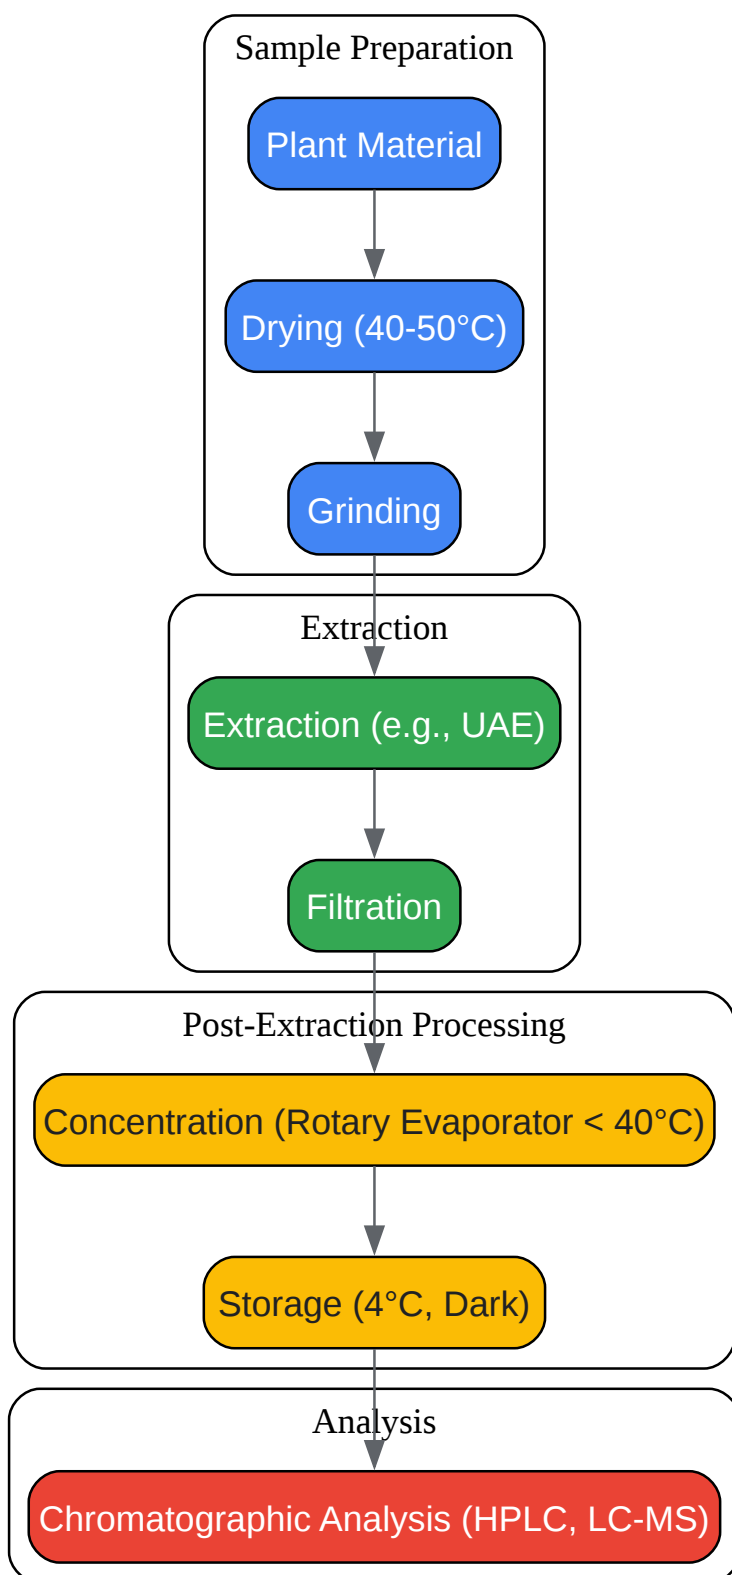 Sample Preparation
Plant Material
Drying (40-50°C)
Grinding
Extraction
Extraction (e.g., UAE)
Filtration
Post-Extraction Processing
Concentration (Rotary Evaporator < 40°C)
Storage (4°C, Dark)
Analysis
Chromatographic Analysis (HPLC, LC-MS)